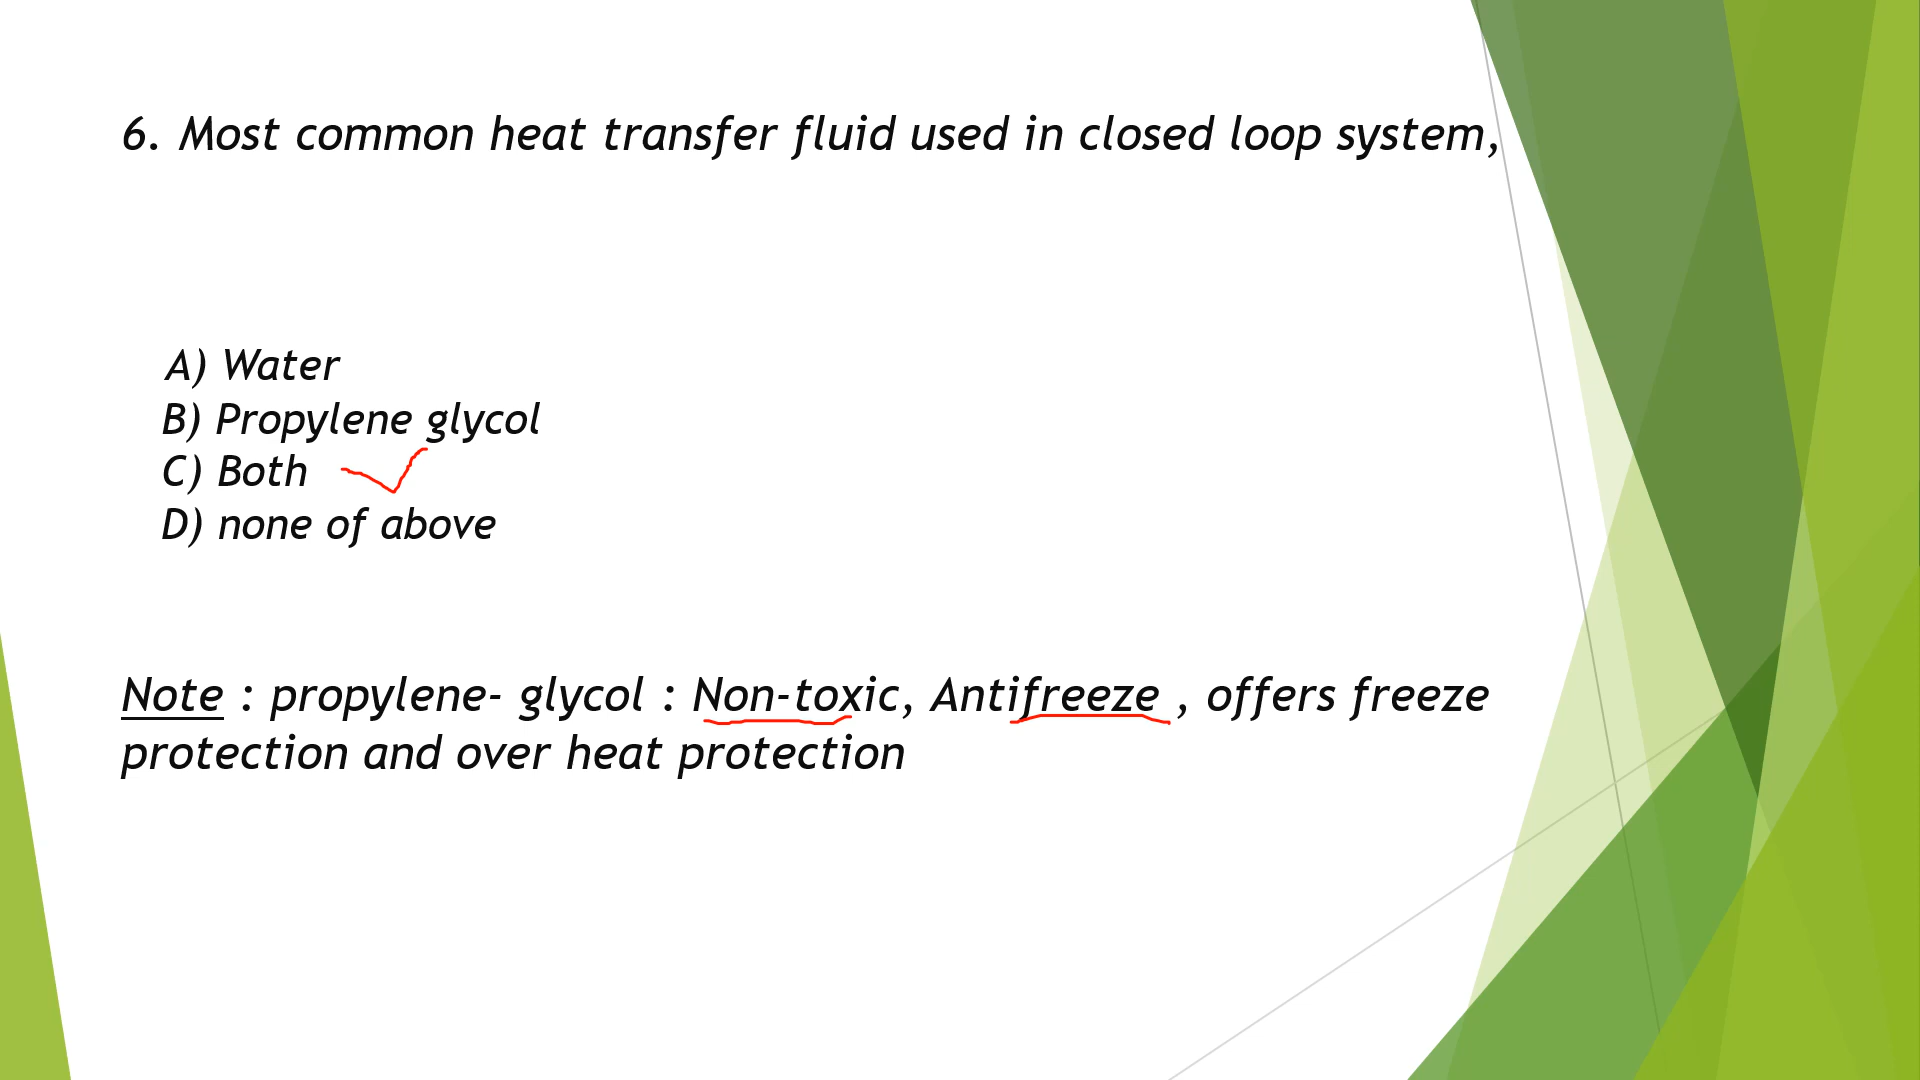 6. Most common heat transfer fluid used in closed loop system,
A) Water
B) Propylene glycol
C) Both
D) none of above
Note : propylene- glycol : Non-toxic, Antifreeze , offers freeze
protection and over heat protection